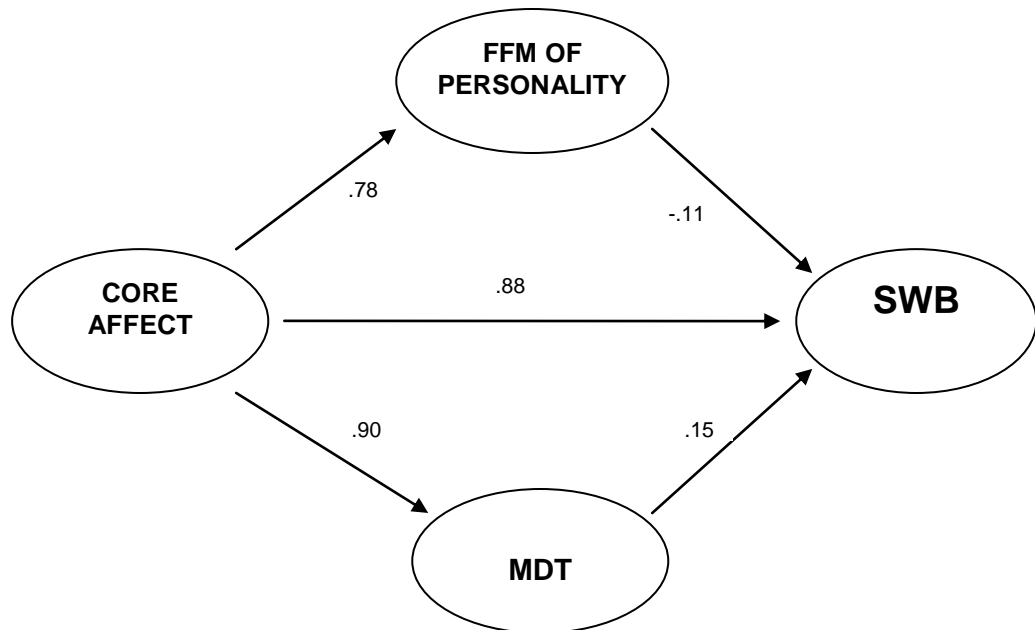 FFM OF
PERSONALITY
.78
-.11
CORE
AFFECT
.88
SWB
.90
.15
MDT